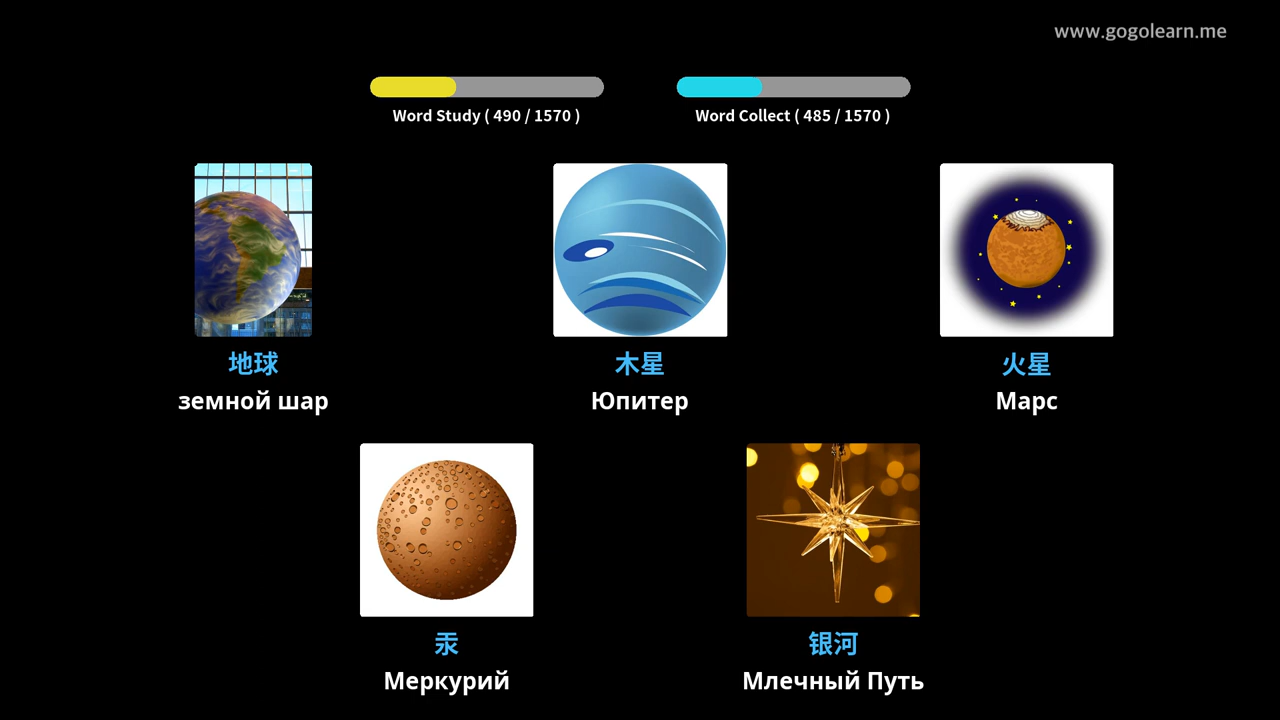 www.gogolearn.me
Word Study ( 490 / 1570 )
Word Collect ( 485 / 1570 )
地球
木星
火星
земной шар
Юпитер
Марс
汞
银河
Меркурий
Млечный Путь